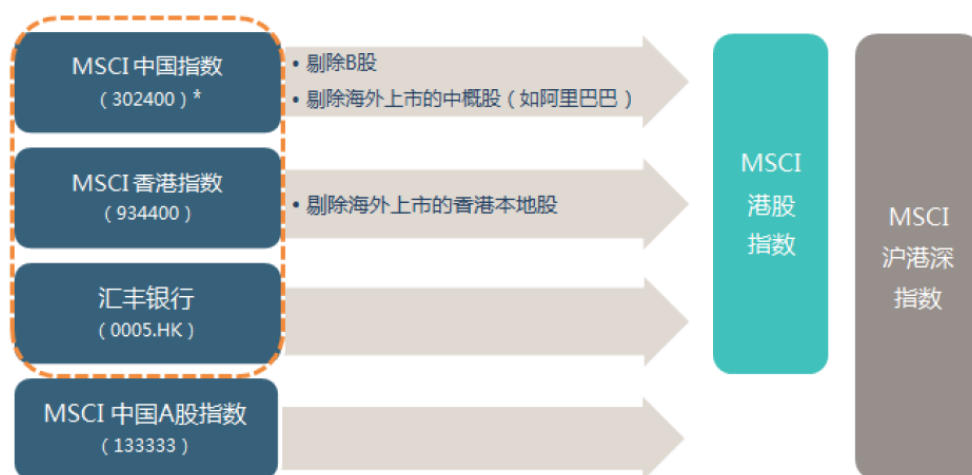 MSCI 中国指数
（302400）*
• 剔除B股
• 剔除海外上市的中概股（如阿里巴巴）
MSCI 香港指数
（934400）
• 剔除海外上市的香港本地股
汇丰银行
（0005.HK）
MSCI 中国A股指数
（133333）
MSCI
港股
指数
MSCI
沪港深
指数